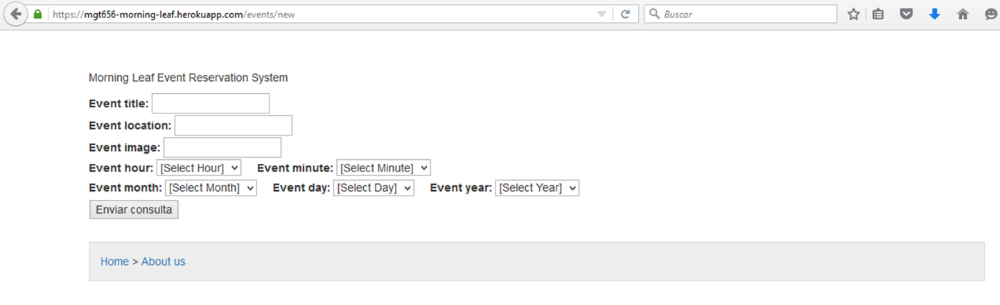 https://mgt656-morning-leaf.herokuapp.com/events/new Buscar
Morning Leaf Event Reservation System
Event title:
Event location:
Event image:
Event hour: [Select Hour] Event minute: [Select Minute]
Event month: [Select Month] Event day: [Select Day] Event year: [Select Year]
Enviar consulta
Home > About us